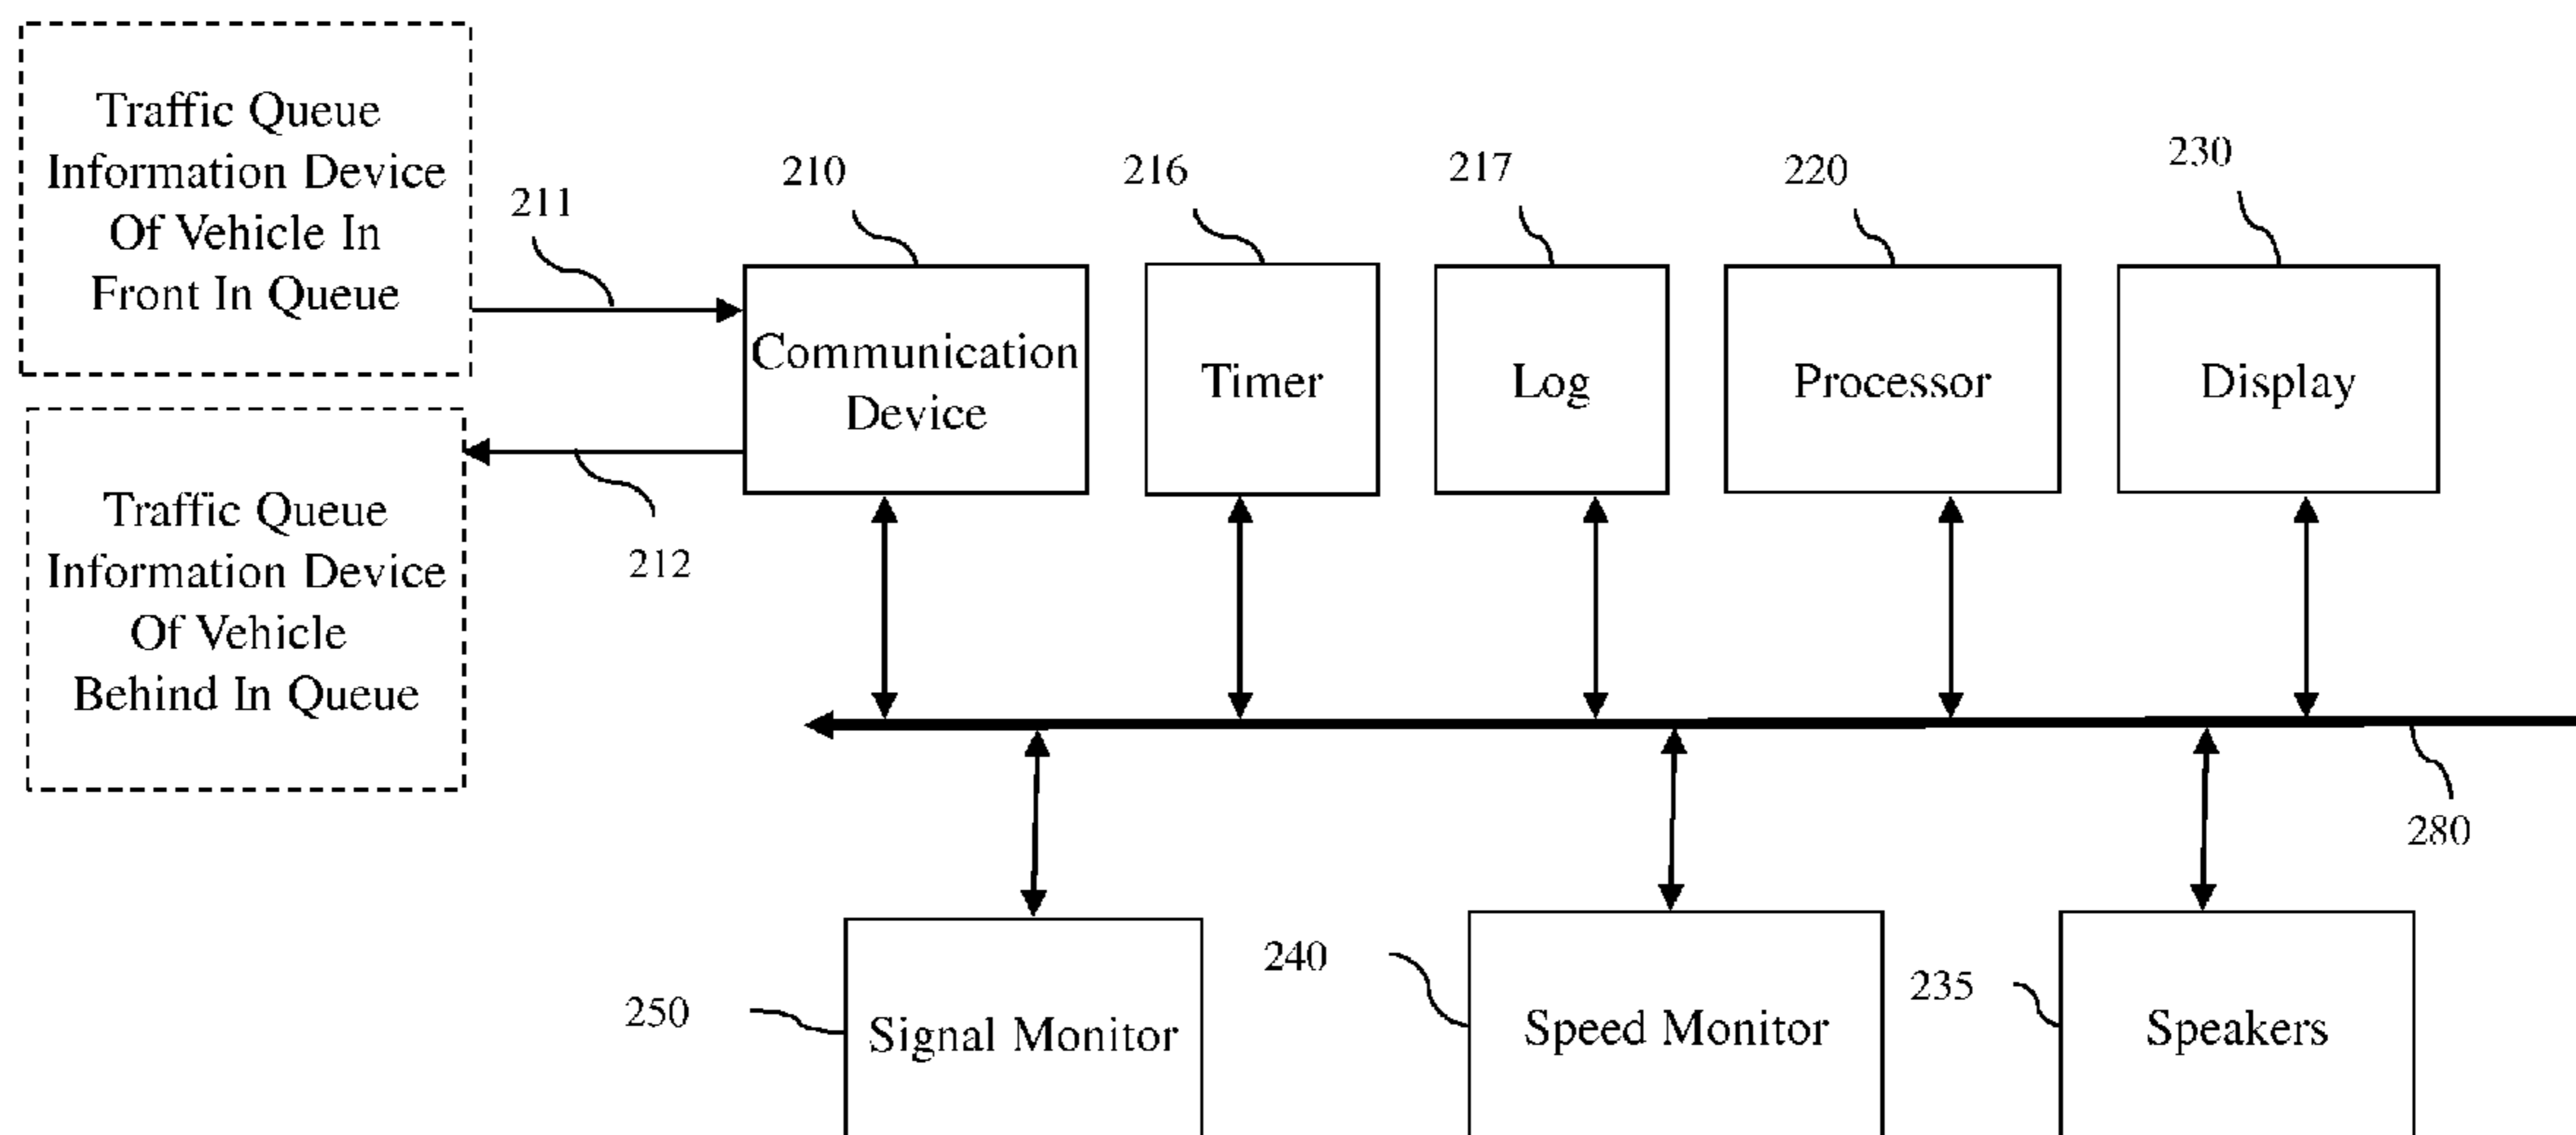 Traffic Queue
Information Device
Of Vehicle In
Front In Queue
211
210
216
217
220
230
Communication
Device
Timer
Log
Processor
Display
212
Traffic Queue
Information Device
Of Vehicle
Behind In Queue
280
250
Signal Monitor
240
Speed Monitor
235
Speakers